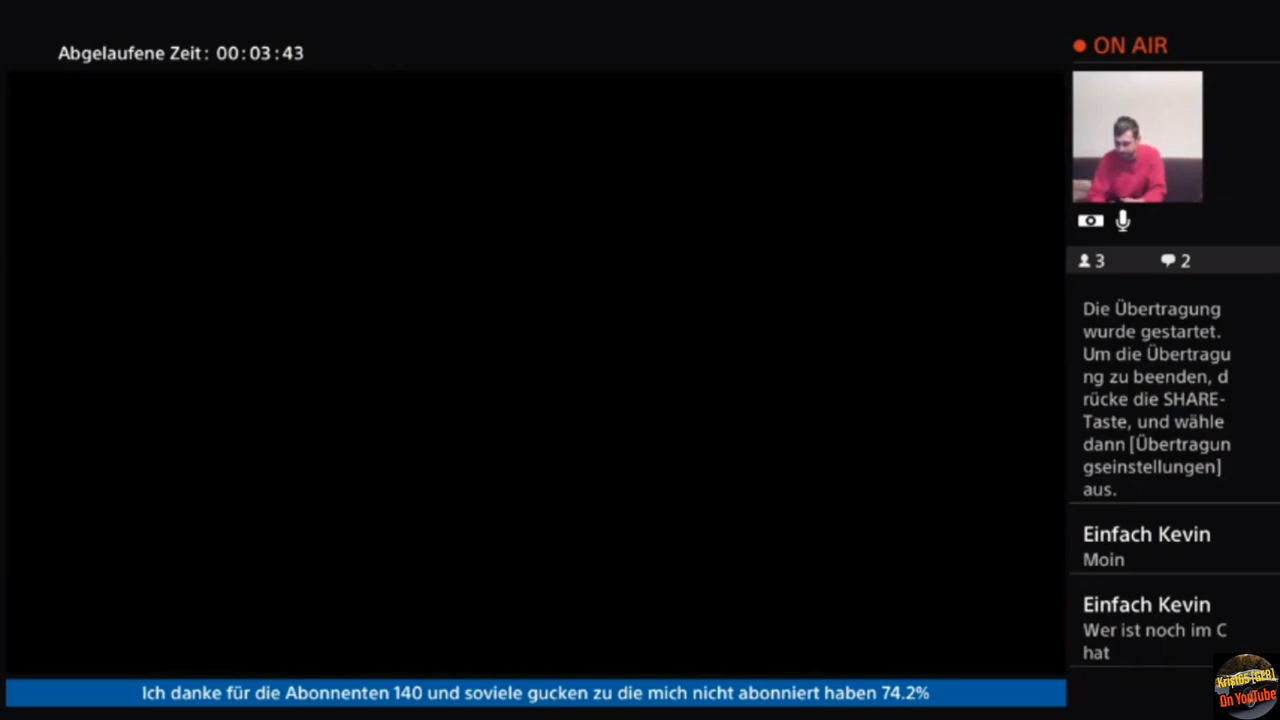 Abgelaufene Zeit: 00:03:43
ON AIR
3 2
Die Übertragung
wurde gestartet.
Um die Übertragu
ng zu beenden, d
rücke die SHARE-
Taste, und wähle
dann [Übertragun
gseinstellungen]
aus.
Einfach Kevin
Moin
Einfach Kevin
Wer ist noch im C
hat
Ich danke für die Abonnenten 140 und soviele gucken zu die mich nicht abonniert haben 74.2%
On YouTube